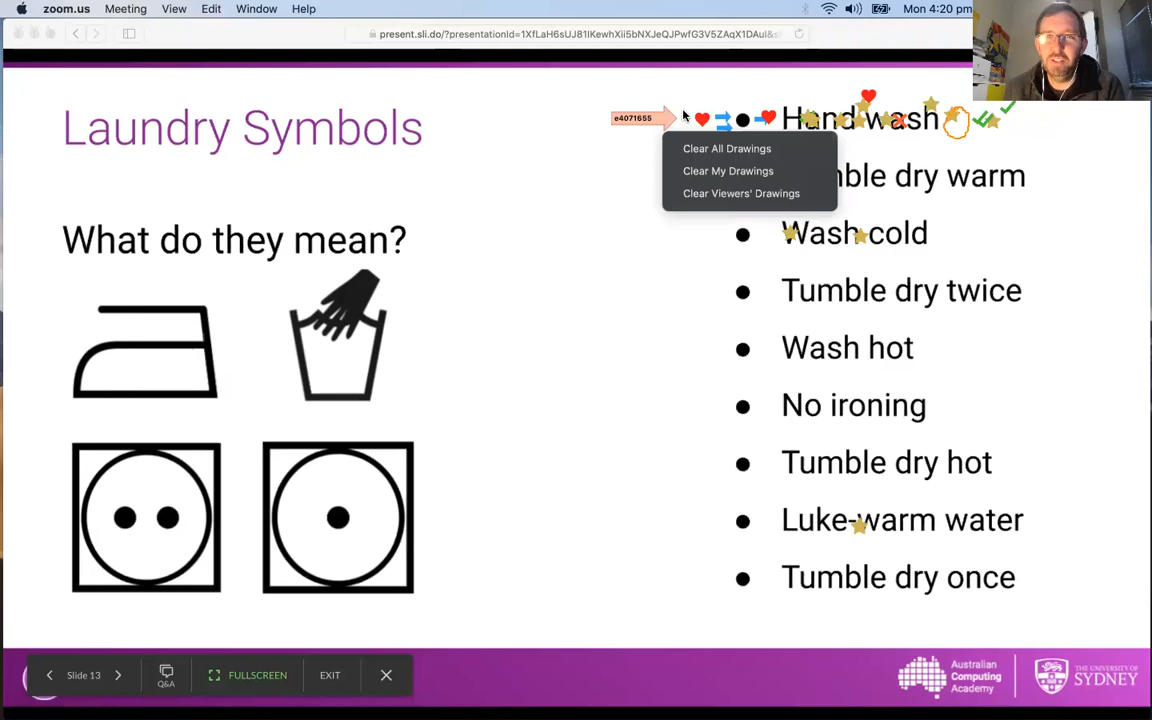 zoom.us Meeting View Edit Window Help Mon 4:20 pm
present.sli.do/?presentationId=1XfLaH6sUJ81IKewhXii5bNXJeQJPwfG3V5ZAqX1DAuI&s
Laundry Symbols
What do they mean?
e4071655
Hand wash
Clear All Drawings
Clear My Drawings
Clear Viewers' Drawings
dry warm
Wash cold
Tumble dry twice
Wash hot
No ironing
Tumble dry hot
Luke-warm water
Tumble dry once
Slide 13
Q&A
FULLSCREEN
EXIT
Australian
Computing
Academy
THE UNIVERSITY OF
SYDNEY